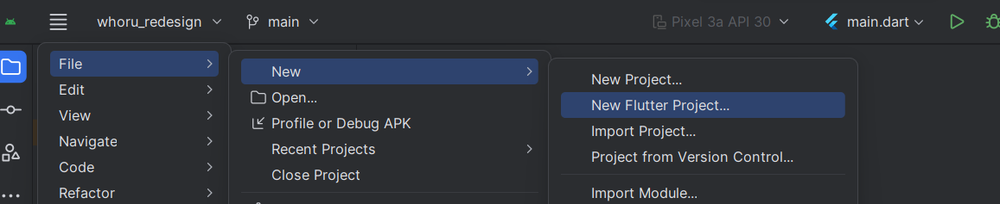 whoru_redesign
main
Pixel 3a API 30
main.dart
File
Edit
View
Navigate
Code
Refactor
New
Open...
Profile or Debug APK
Recent Projects
Close Project
New Project...
New Flutter Project...
Import Project...
Project from Version Control...
Import Module...